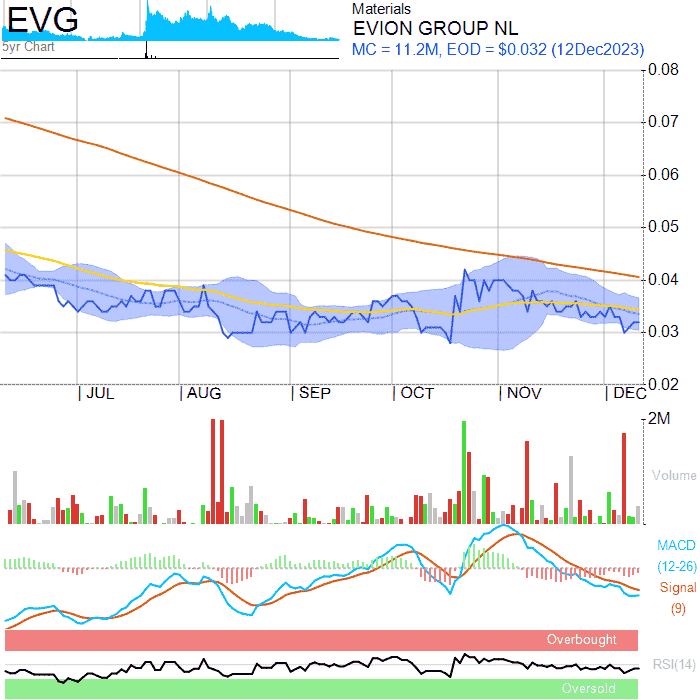 EVG
5yr Chart
Materials
EVION GROUP NL
MC = 11.2M, EOD = $0.032 (12Dec2023)
0.08
0.07
0.06
0.05
0.04
0.03
0.02
JUL AUG SEP OCT NOV DEC
2M
Volume
MACD
(12-26)
Signal
(9)
Overbought
RSI(14)
Oversold